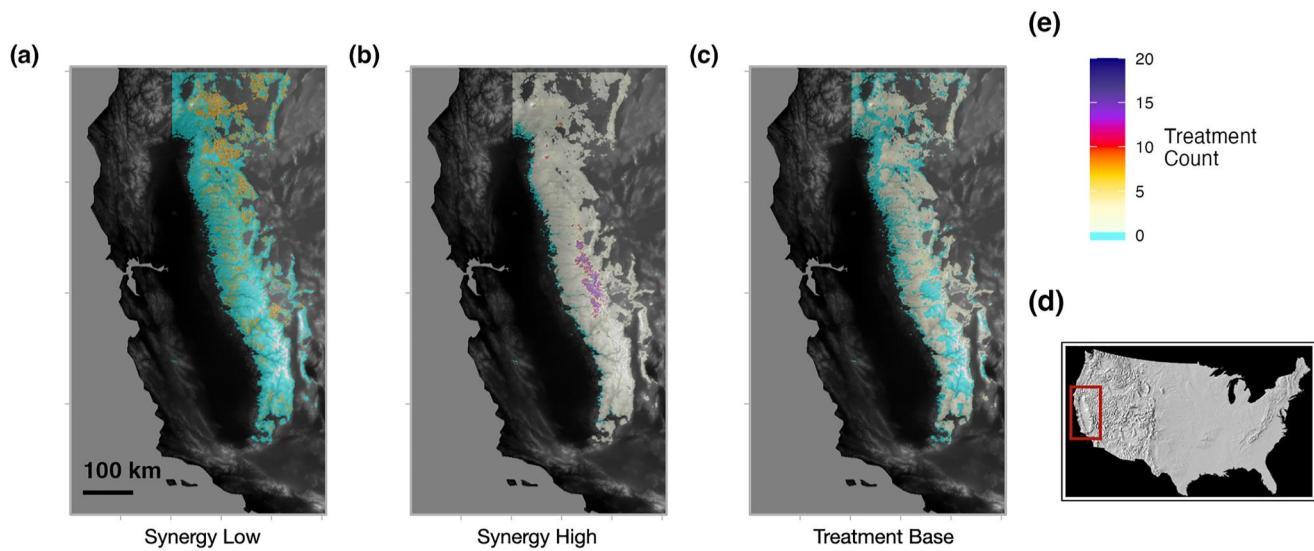 (a)
(b)
(c)
(e)
20
15
10
5
0
Treatment
Count
(d)
100 km
Synergy Low
Synergy High
Treatment Base